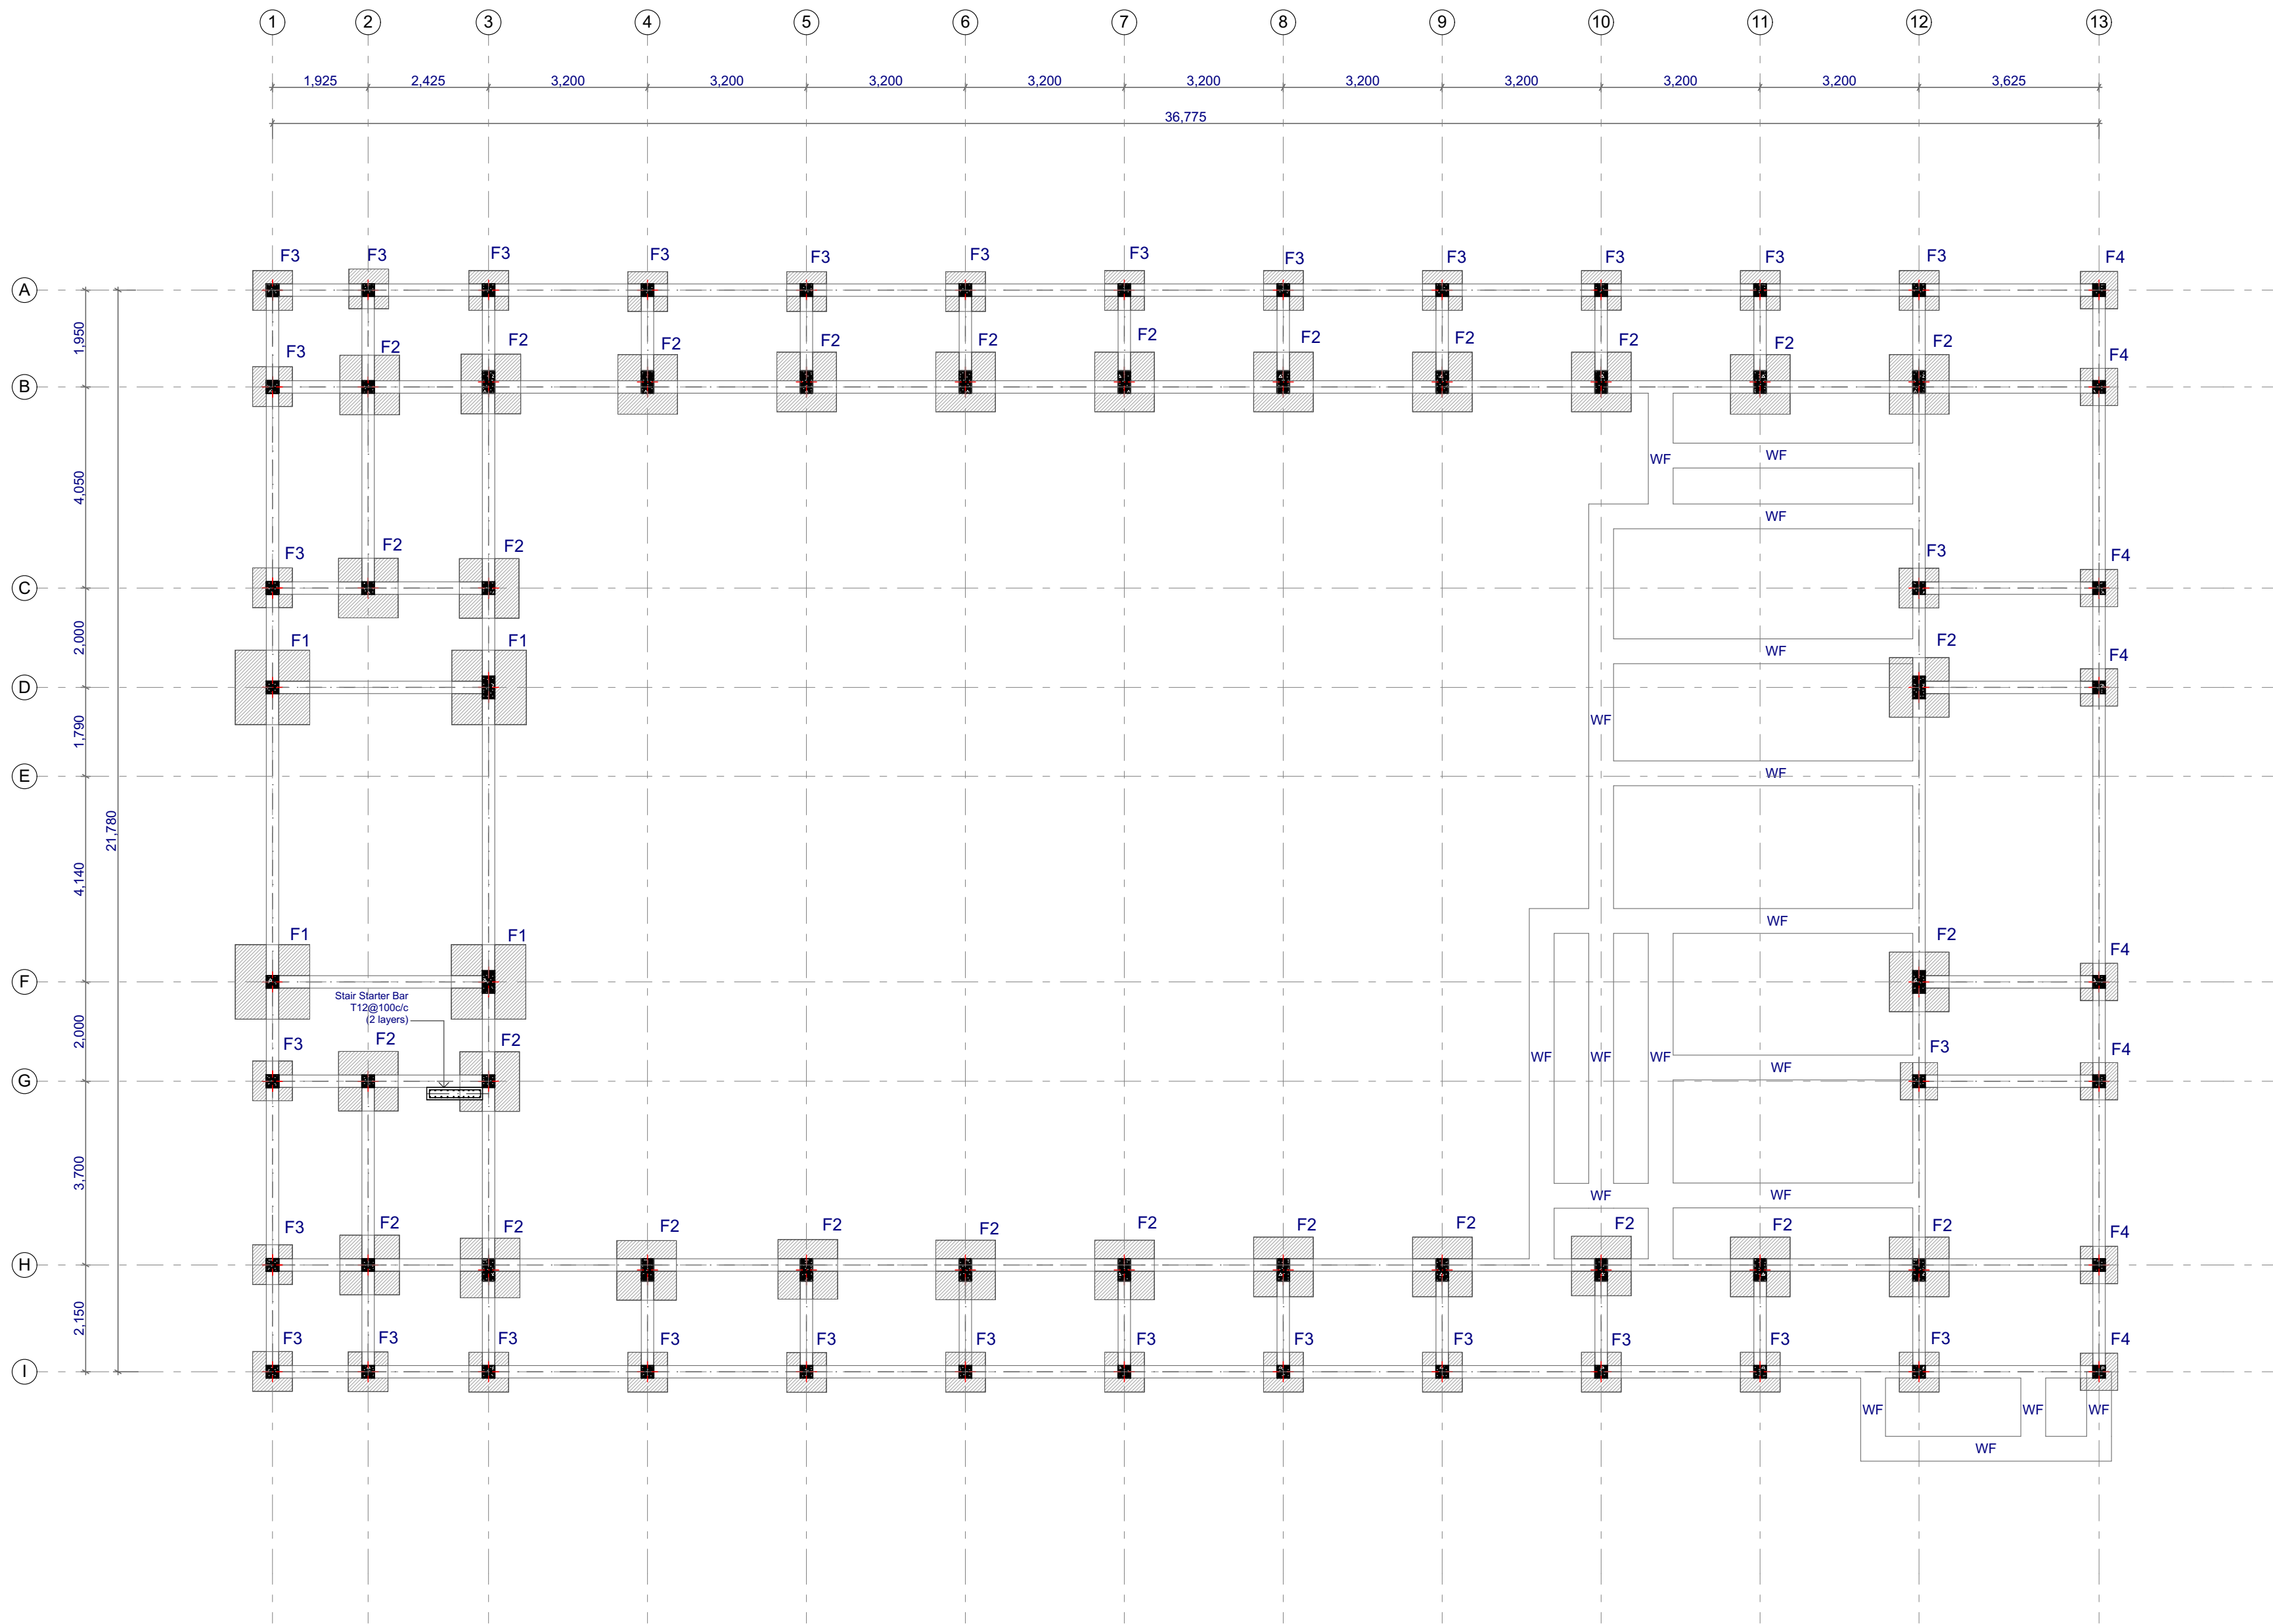 1 2 3 4 5 6 7 8 9 10 11 12 13
1,925 2,425 3,200 3,200 3,200 3,200 3,200 3,200 3,200 3,200 3,200 3,625
36,775
F3 F3 F3 F3 F3 F3 F3 F3 F3 F3 F3 F3 F4
A
1,950
F3 F2 F2 F2 F2 F2 F2 F2 F2 F2 F2 F2 F4
B
WF WF
4,050
WF
F3 F2 F2 F3 F4
C
2,000
F1 F1 WF F2 F4
D
1,790
WF
E
WF
21,780
4,140
WF
F1 F1 F2 F4
F
Stair Starter Bar
T12@100c/c
(2 layers)
2,000
F3 F2 F2 F3 F4
WF WF WF WF
G
3,700
WF WF
F3 F2 F2 F2 F2 F2 F2 F2 F2 F2 F2 F2 F4
H
2,150
F3 F3 F3 F3 F3 F3 F3 F3 F3 F3 F3 F3 F4
I
WF WF WF
WF